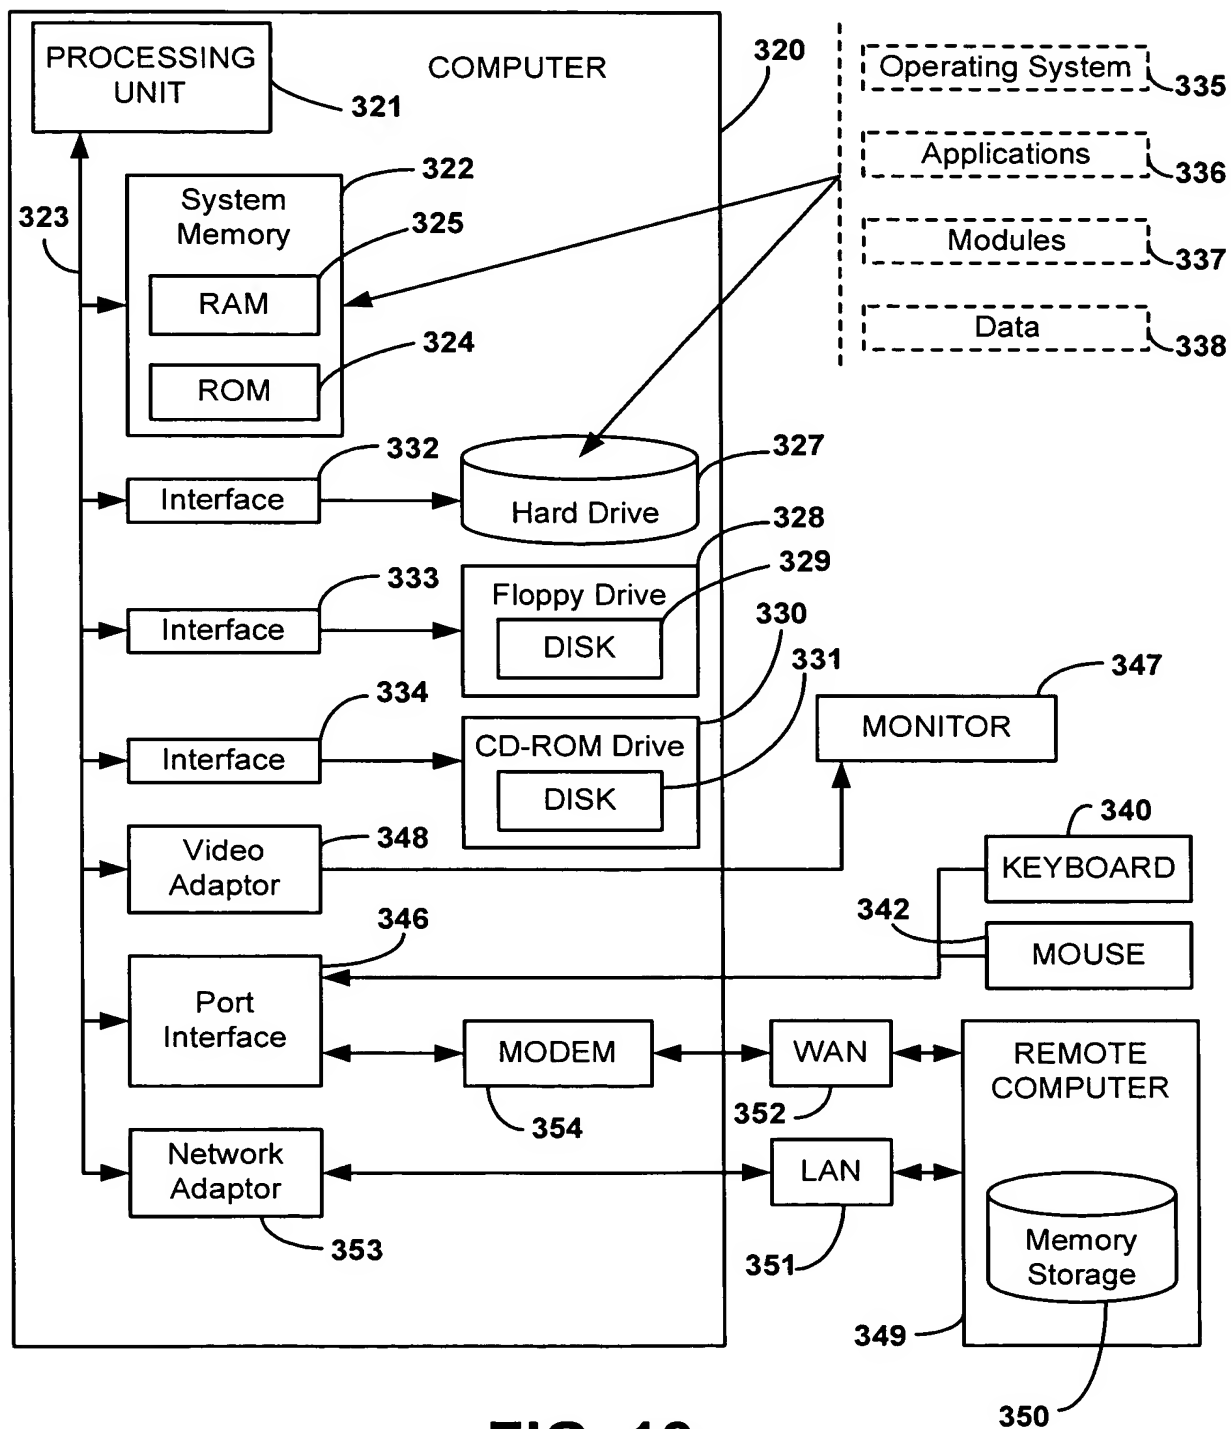 PROCESSING
UNIT
321
COMPUTER
320
Operating System
335
Applications
336
Modules
337
Data
338
323
System
Memory
322
325
RAM
324
ROM
332
Interface
327
Hard Drive
333
Interface
328
Floppy Drive
329
DISK
334
Interface
330
CD-ROM Drive
331
DISK
347
MONITOR
Video
Adaptor
348
340
KEYBOARD
342
MOUSE
346
Port
Interface
MODEM
354
WAN
352
REMOTE
COMPUTER
Network
Adaptor
353
LAN
351
Memory
Storage
349
350